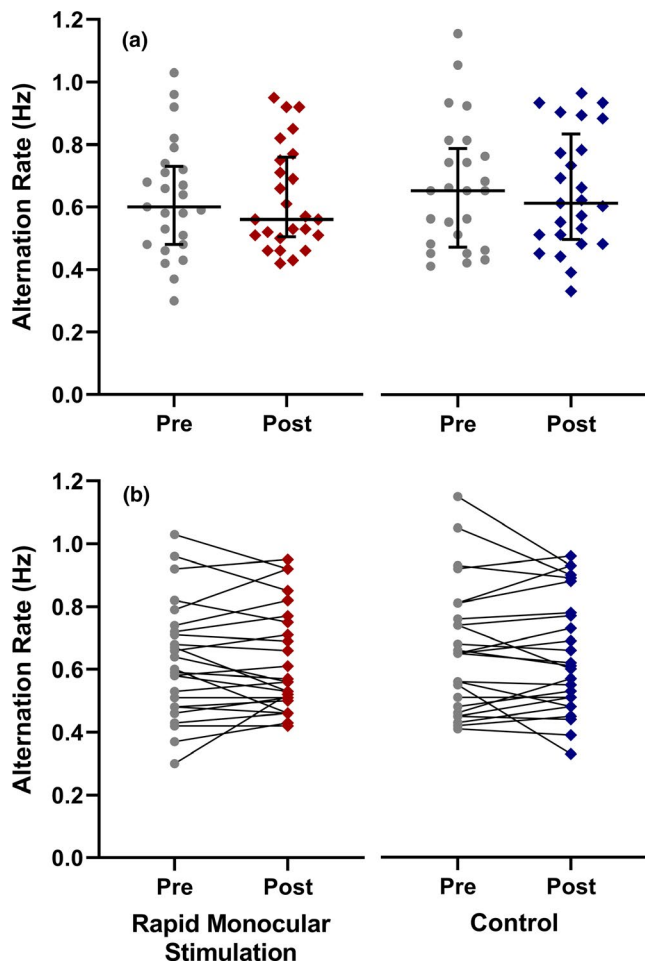 (a)
Alternation Rate (Hz)
1.2
1.0
0.8
0.6
0.4
0.2
0.0
Pre Post Pre Post
(b)
Alternation Rate (Hz)
1.2
1.0
0.8
0.6
0.4
0.2
0.0
Pre Post Pre Post
Rapid Monocular
Stimulation
Control